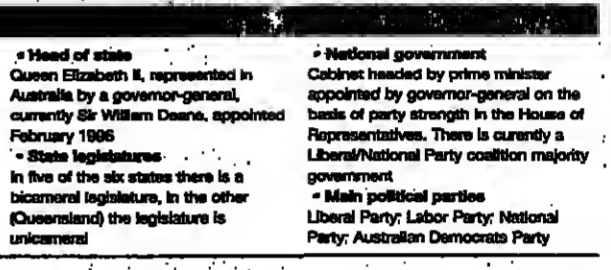 • Head of state
Queen Elizabeth II, represented in
Australia by a governor-general,
currently Sir William Deane, appointed
February 1996
• State legislatures
In five of the six states there is a
bicameral legislature, in the other
(Queensland) the legislature is
unicameral
• National government
Cabinet headed by prime minister
appointed by governor-general on the
basis of party strength in the House of
Representatives. There is curently a
Liberal/National Party coalition majority
government
• Main political parties
Liberal Party; Labor Party; National
Party; Australian Democrats Party